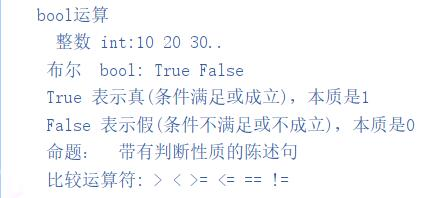 bool运算
整数 int:10 20 30..
布尔 bool: True False
True 表示真(条件满足或成立)，本质是1
False 表示假(条件不满足或不成立)，本质是0
命题： 带有判断性质的陈述句
比较运算符: > < >= <= == !=